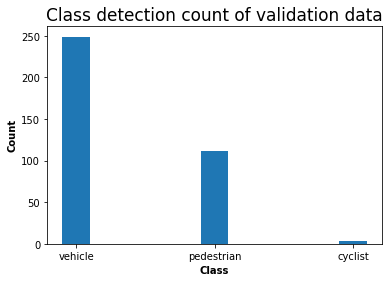 Class detection count of validation data
250
200
150
100
50
0
Count
vehicle pedestrian cyclist
Class